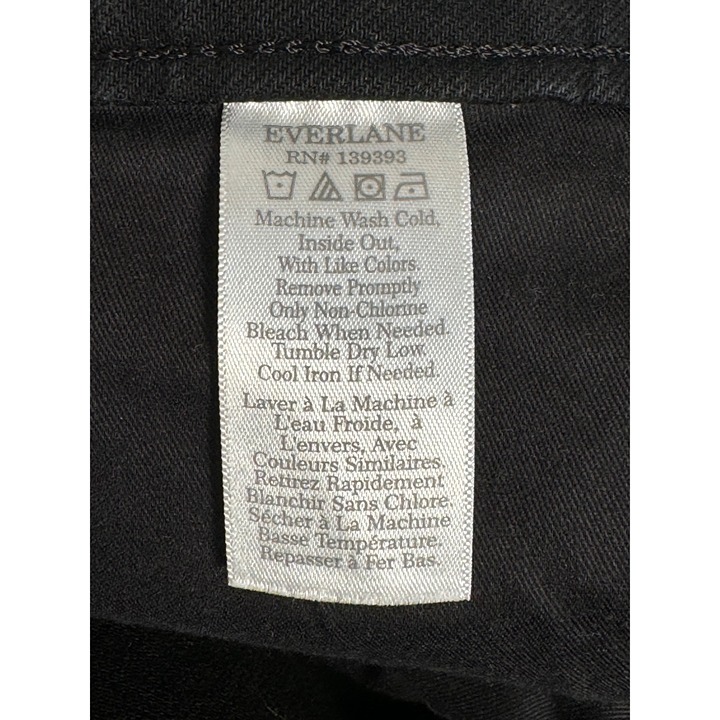 EVERLANE
RN# 139393
Machine Wash Cold,
Inside Out,
With Like Colors.
Remove Promptly
Only Non-Chlorine
Bleach When Needed.
Tumble Dry Low
Cool Iron If Needed.
Laver à La Machine à
L'eau Froide, à
L'envers, Avec
Couleurs Similaires.
Retirez Rapidement
Blanchir Sans Chlore
Sécher à La Machine
Basse Température.
Repasser à Fer Bas.